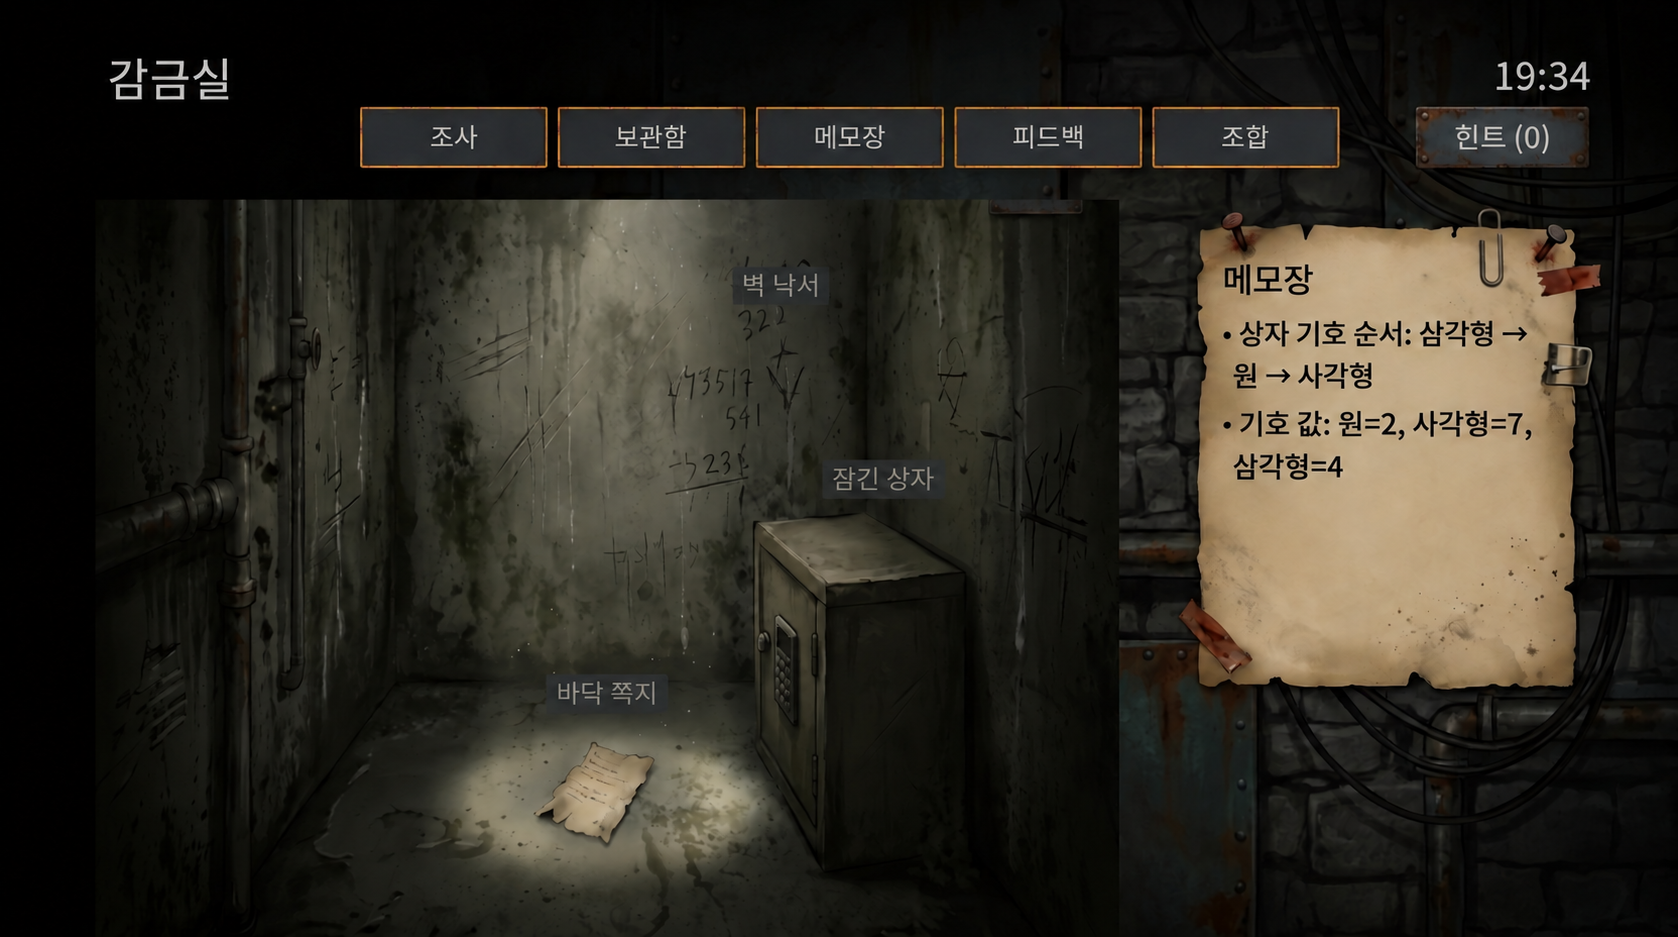 감금실
19:34
조사
보관함
메모장
피드백
조합
힌트 (0)
벽 낙서
322
43517
541
잠긴 상자
바닥 쪽지
메모장
• 상자 기호 순서: 삼각형 →
원 → 사각형
• 기호 값: 원=2, 사각형=7,
삼각형=4